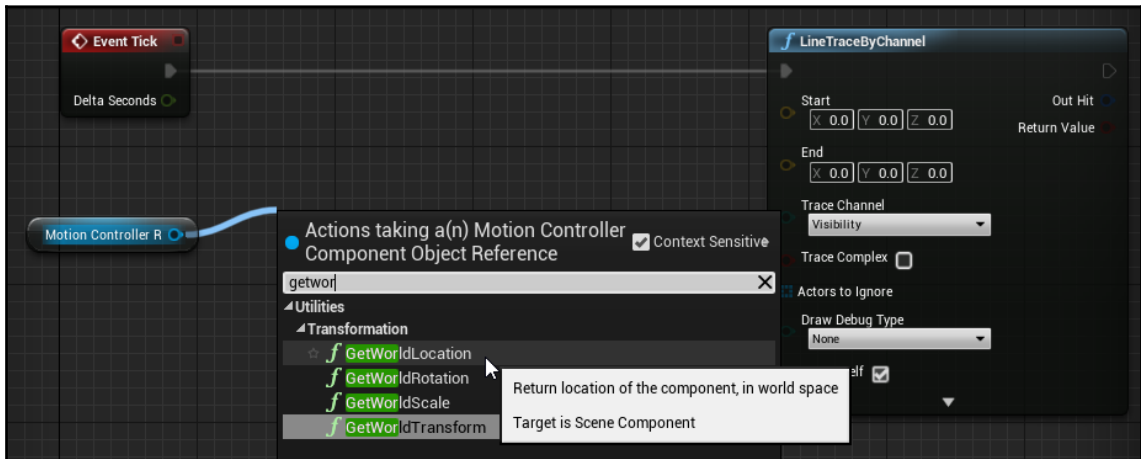 Event Tick
Delta Seconds
Motion Controller R
Actions taking a(n) Motion Controller
Component Object Reference
Context Sensitive
getwor
Utilities
Transformation
GetWorldLocation
GetWorldRotation
GetWorldScale
GetWorldTransform
Return location of the component, in world space
Target is Scene Component
f LineTraceByChannel
Start
Out Hit
X 0.0 Y 0.0 Z 0.0
Return Value
End
X 0.0 Y 0.0 Z 0.0
Trace Channel
Visibility
Trace Complex
Actors to Ignore
Draw Debug Type
None
elf